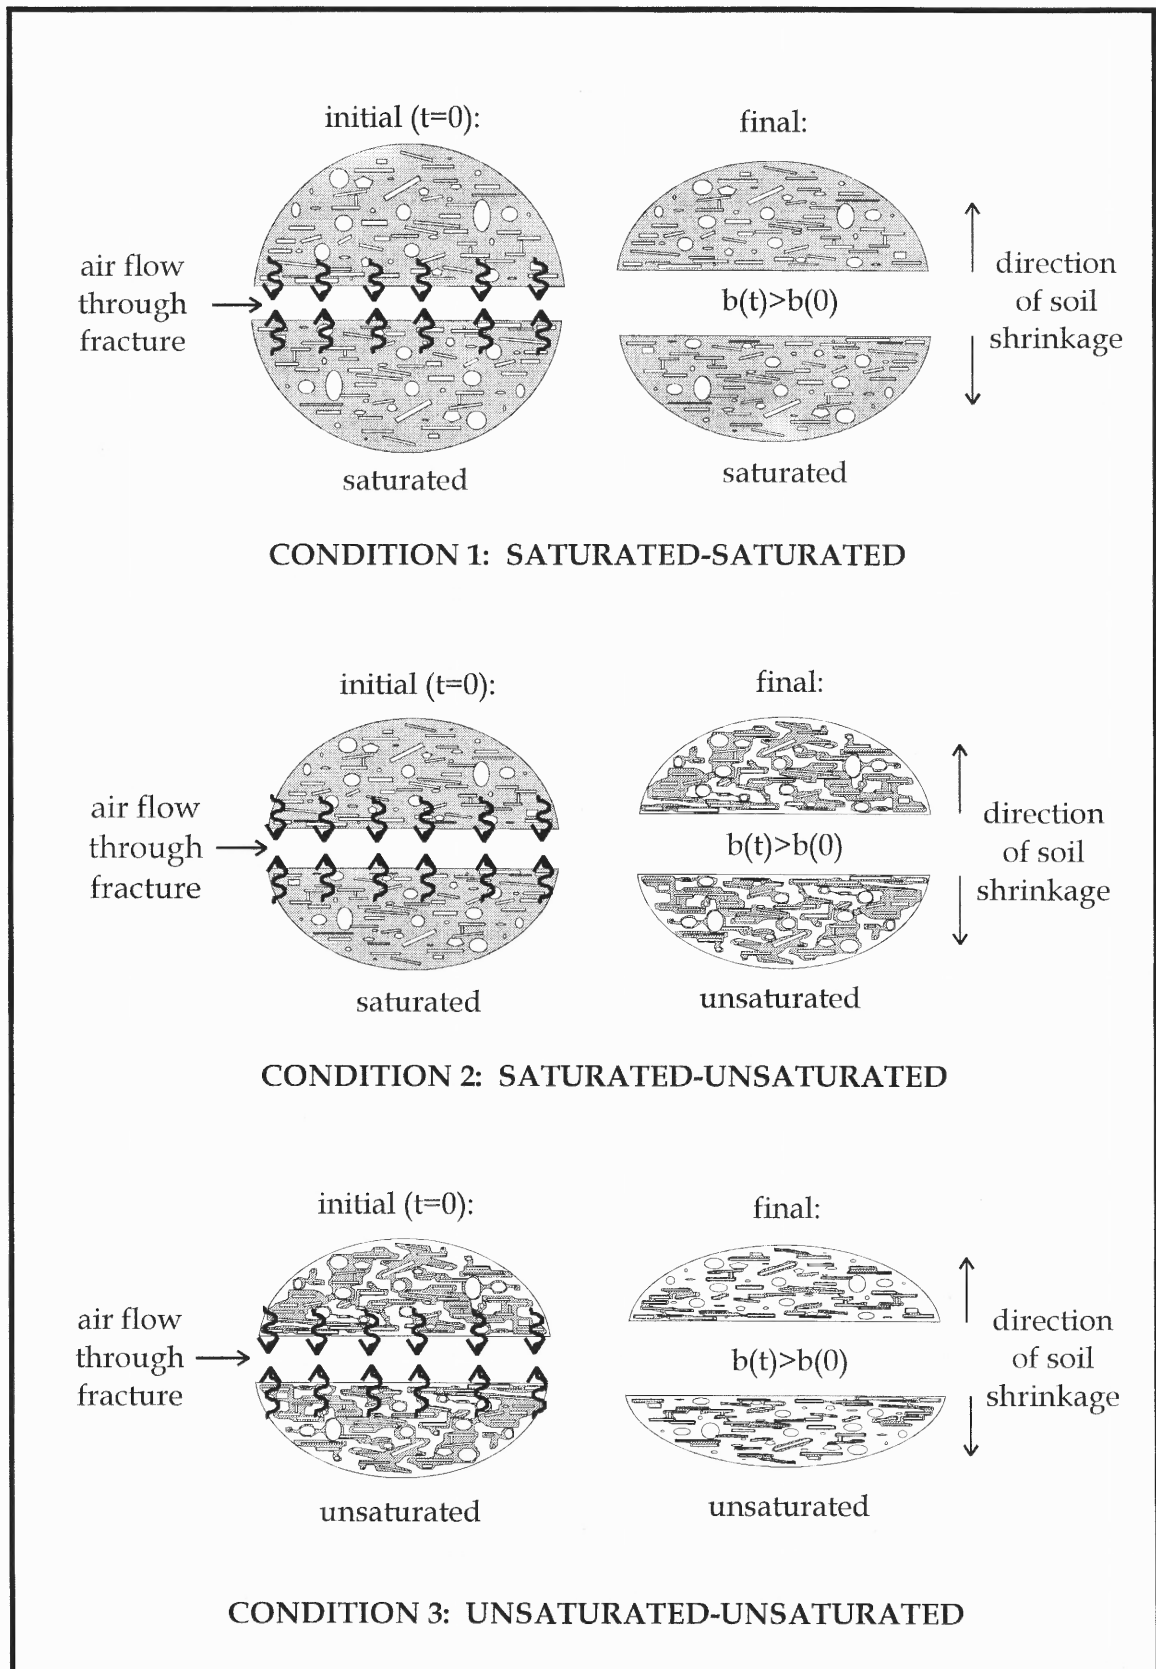 initial (t=0):
final:
air flow
through
fracture
b(t)>b(0)
direction
of soil
shrinkage
saturated
saturated
CONDITION 1:  SATURATED-SATURATED
initial (t=0):
final:
air flow
through
fracture
b(t)>b(0)
direction
of soil
shrinkage
saturated
unsaturated
CONDITION 2:  SATURATED-UNSATURATED
initial (t=0):
final:
air flow
through
fracture
b(t)>b(0)
direction
of soil
shrinkage
unsaturated
unsaturated
CONDITION 3:  UNSATURATED-UNSATURATED